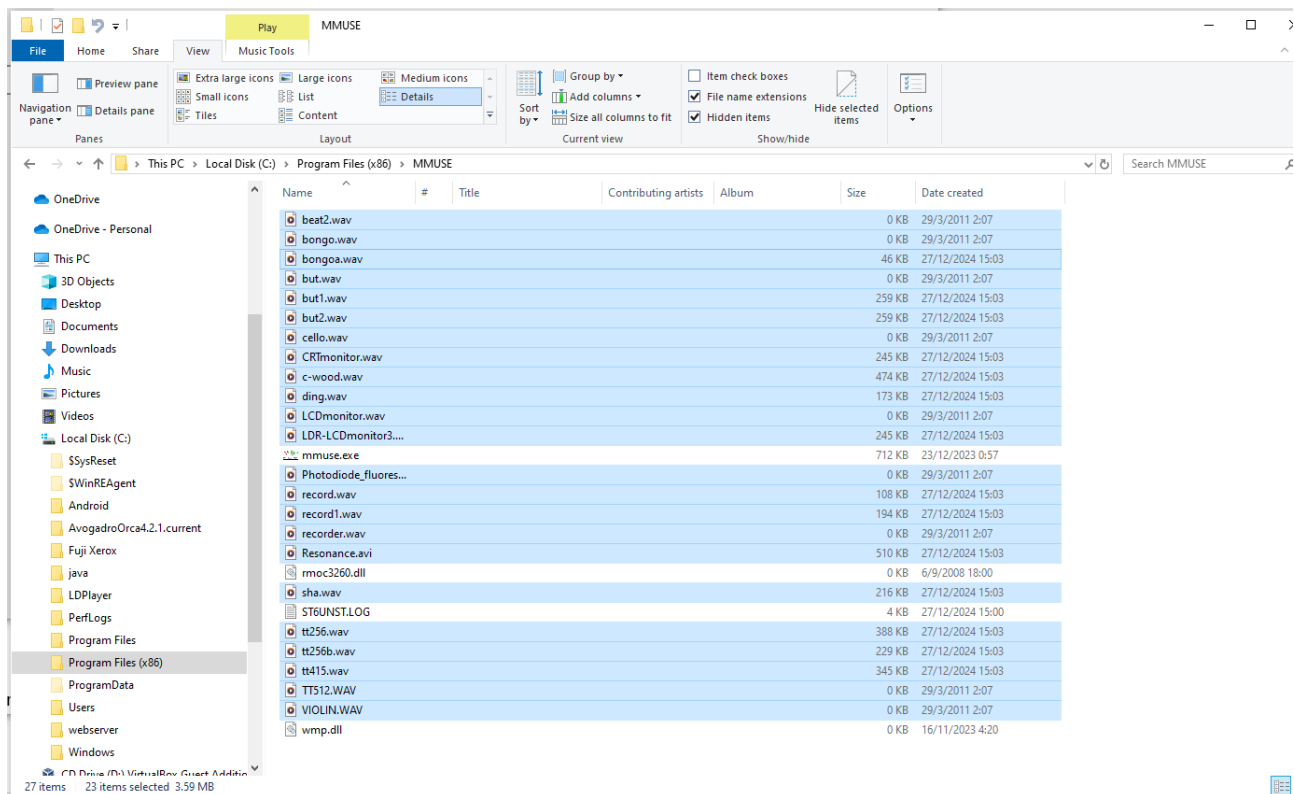 Play MMUSE
File Home Share View Music Tools
Preview pane Extra large icons Large icons Medium icons Group by Item check boxes
Small icons List Details Add columns File name extensions
Navigation pane Details pane Tiles Content Sort by Size all columns to fit Hidden items Hide selected items Options
Panes Layout Current view Show/hide
This PC Local Disk (C:) Program Files (x86) MMUSE Search MMUSE
OneDrive
OneDrive - Personal
This PC
3D Objects
Desktop
Documents
Downloads
Music
Pictures
Videos
Local Disk (C:)
$SysReset
$WinREAgent
Android
AvogadroOrca4.2.1.current
Fuji Xerox
java
LDPlayer
PerfLogs
Program Files
Program Files (x86)
ProgramData
Users
webserver
Windows
CD Drive (D:) VirtualBox Guest Additio
Name # Title Contributing artists Album Size Date created
beat2.wav 0 KB 29/3/2011 2:07
bongo.wav 0 KB 29/3/2011 2:07
bongoa.wav 46 KB 27/12/2024 15:03
but.wav 0 KB 29/3/2011 2:07
but1.wav 259 KB 27/12/2024 15:03
but2.wav 259 KB 27/12/2024 15:03
cello.wav 0 KB 29/3/2011 2:07
CRTmonitor.wav 245 KB 27/12/2024 15:03
c-wood.wav 474 KB 27/12/2024 15:03
ding.wav 173 KB 27/12/2024 15:03
LCDmonitor.wav 0 KB 29/3/2011 2:07
LDR-LCDmonitor3.... 245 KB 27/12/2024 15:03
mmuse.exe 712 KB 23/12/2023 0:57
Photodiode_fluores... 0 KB 29/3/2011 2:07
record.wav 108 KB 27/12/2024 15:03
record1.wav 194 KB 27/12/2024 15:03
recorder.wav 0 KB 29/3/2011 2:07
Resonance.avi 510 KB 27/12/2024 15:03
rmoc3260.dll 0 KB 6/9/2008 18:00
sha.wav 216 KB 27/12/2024 15:03
ST6UNST.LOG 4 KB 27/12/2024 15:00
tt256.wav 388 KB 27/12/2024 15:03
tt256b.wav 229 KB 27/12/2024 15:03
tt415.wav 345 KB 27/12/2024 15:03
TT512.WAV 0 KB 29/3/2011 2:07
VIOLIN.WAV 0 KB 29/3/2011 2:07
wmp.dll 0 KB 16/11/2023 4:20
27 items 23 items selected 3.59 MB